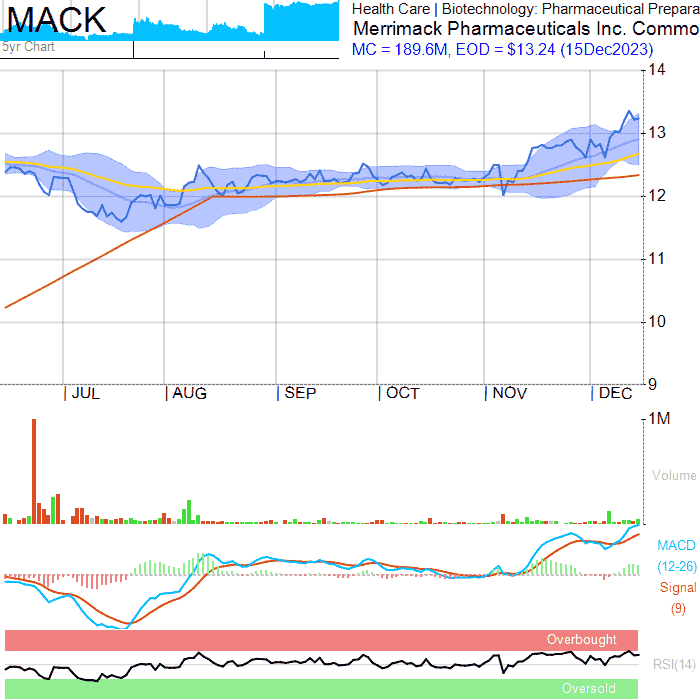 MACK
5yr Chart
Health Care | Biotechnology: Pharmaceutical Prepara
Merrimack Pharmaceuticals Inc. Commo
MC = 189.6M, EOD = $13.24 (15Dec2023)
14
13
12
11
10
9
JUL AUG SEP OCT NOV DEC
1M
Volume
MACD
(12-26)
Signal
(9)
Overbought
RSI(14)
Oversold